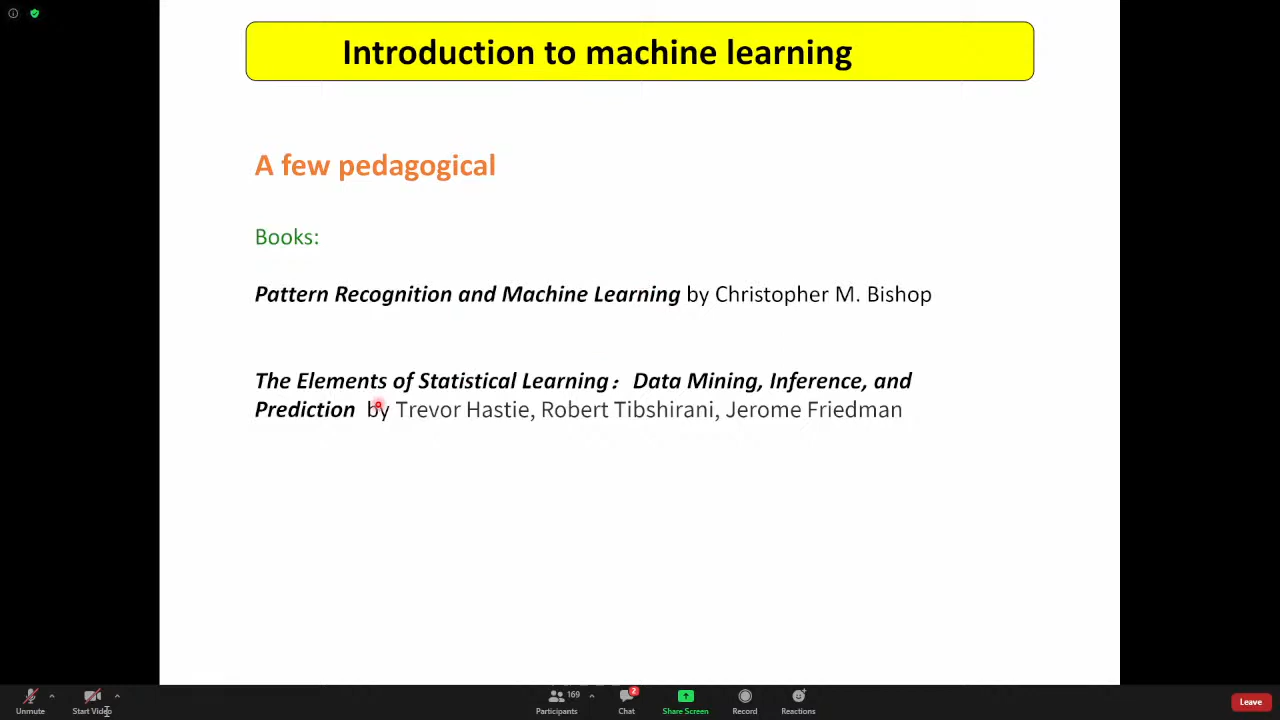 Introduction to machine learning
A few pedagogical
Books:
Pattern Recognition and Machine Learning by Christopher M. Bishop
The Elements of Statistical Learning：Data Mining, Inference, and
Prediction by Trevor Hastie, Robert Tibshirani, Jerome Friedman
Unmute
Start Video
169
Participants
2
Chat
Share Screen
Record
Reactions
Leave